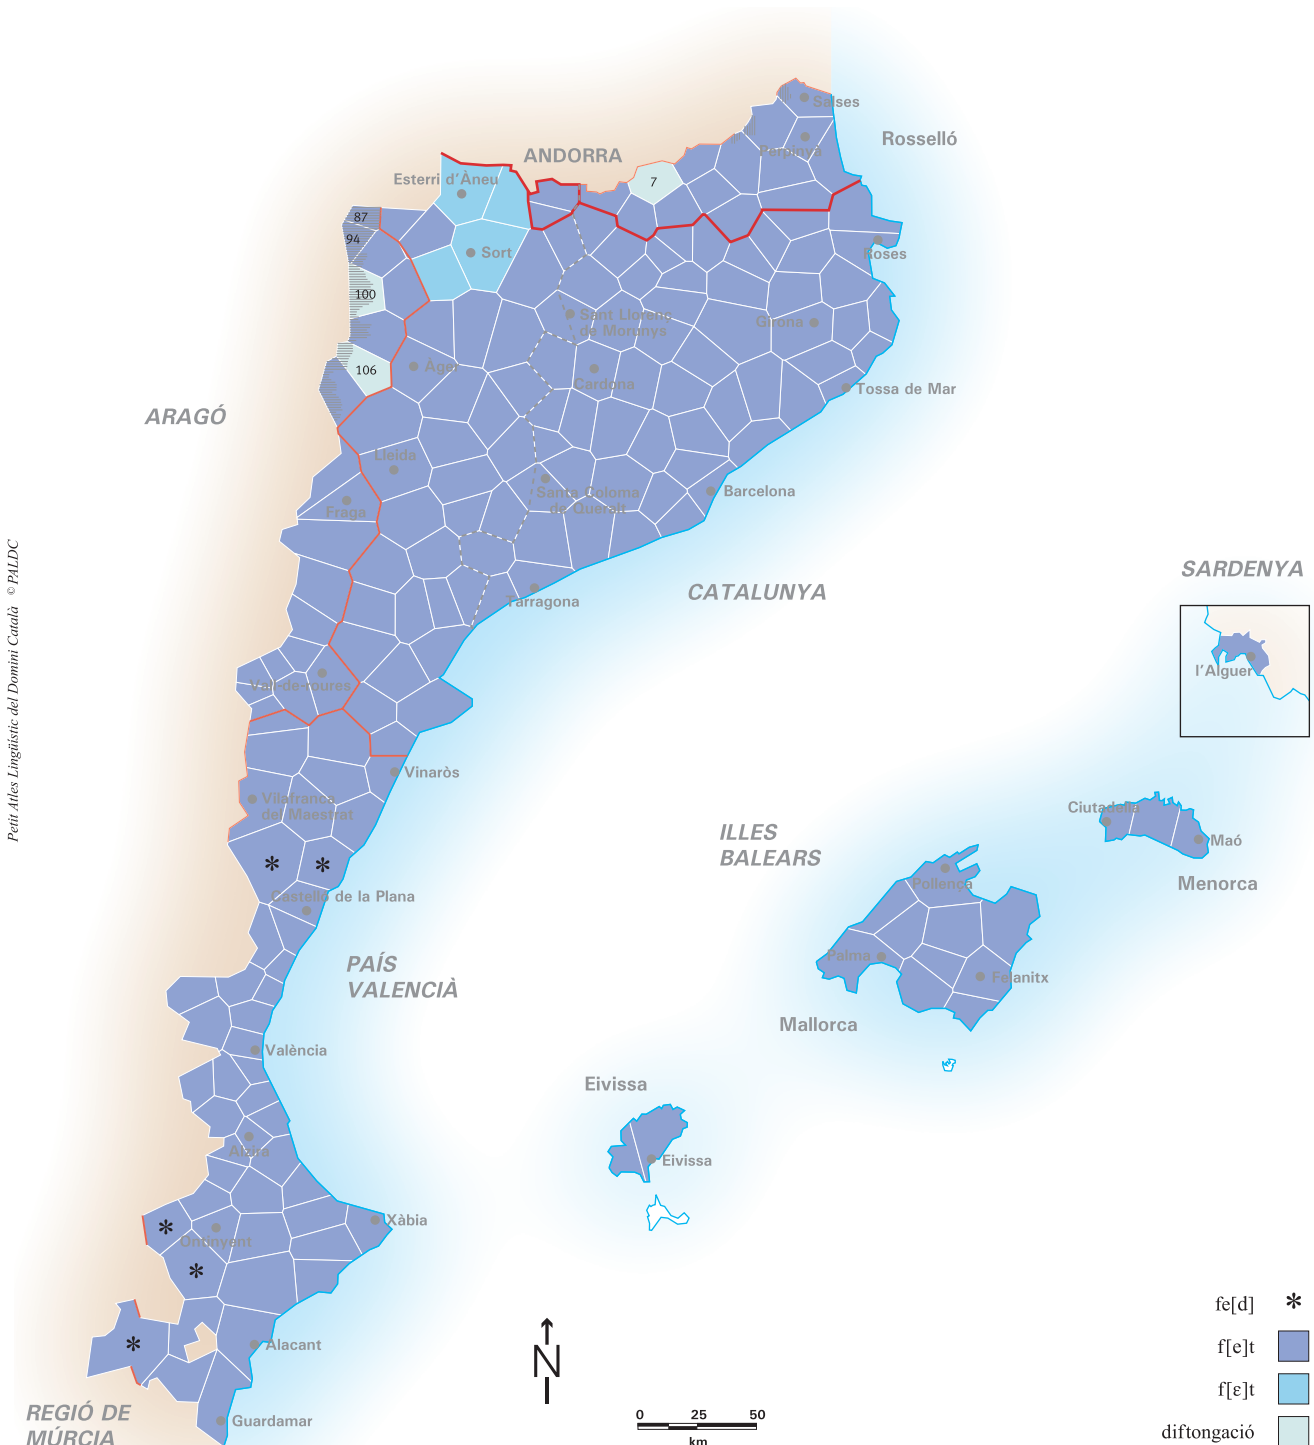 Salses
Rosselló
Perpinyà
ANDORRA
Esterri d'Àneu
7
87
94
Sort
Roses
100
Sant Llorenç
de Morunys
Girona
106
Àger
Cardona
Tossa de Mar
ARAGÓ
Lleida
Santa Coloma
de Queralt
Barcelona
Fraga
Petit Atles Lingüístic del Domini Català © PALDC
SARDENYA
CATALUNYA
Tarragona
l'Alguer
Vall-de-roures
Vinaròs
Vilafranca
del Maestrat
ILLES
BALEARS
Ciutadella
Maó
Menorca
*
*
Pollença
Castelló de la Plana
Palma
Felanitx
PAÍS
VALENCIÀ
Mallorca
València
Eivissa
Alzira
Eivissa
*
Xàbia
Ontinyent
*
fe[d] *
*
Alacant
N
f[e]t
f[ɛ]t
REGIÓ DE
MÚRCIA
Guardamar
0 25 50
km
diftongació